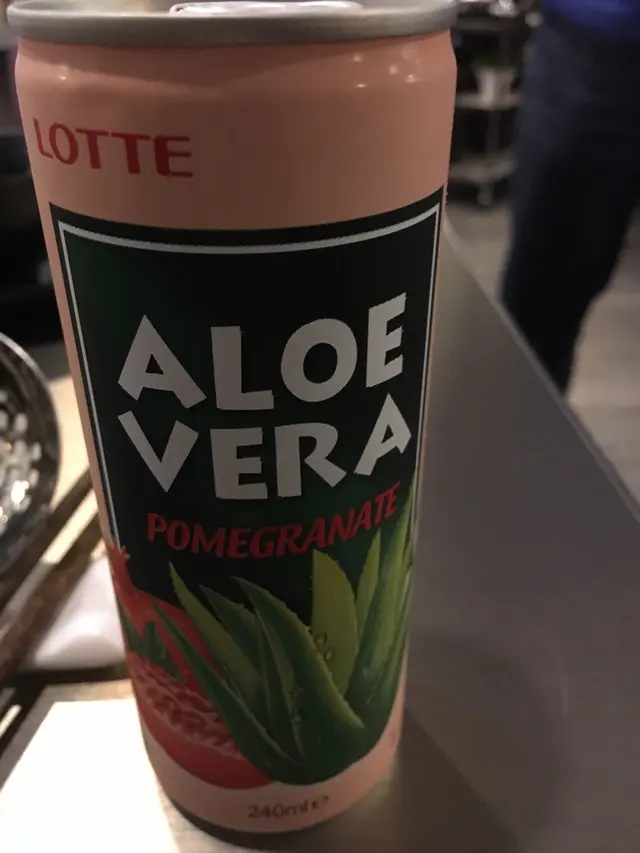 LOTTE
ALOE
VERA
POMEGRANATE
240ml e